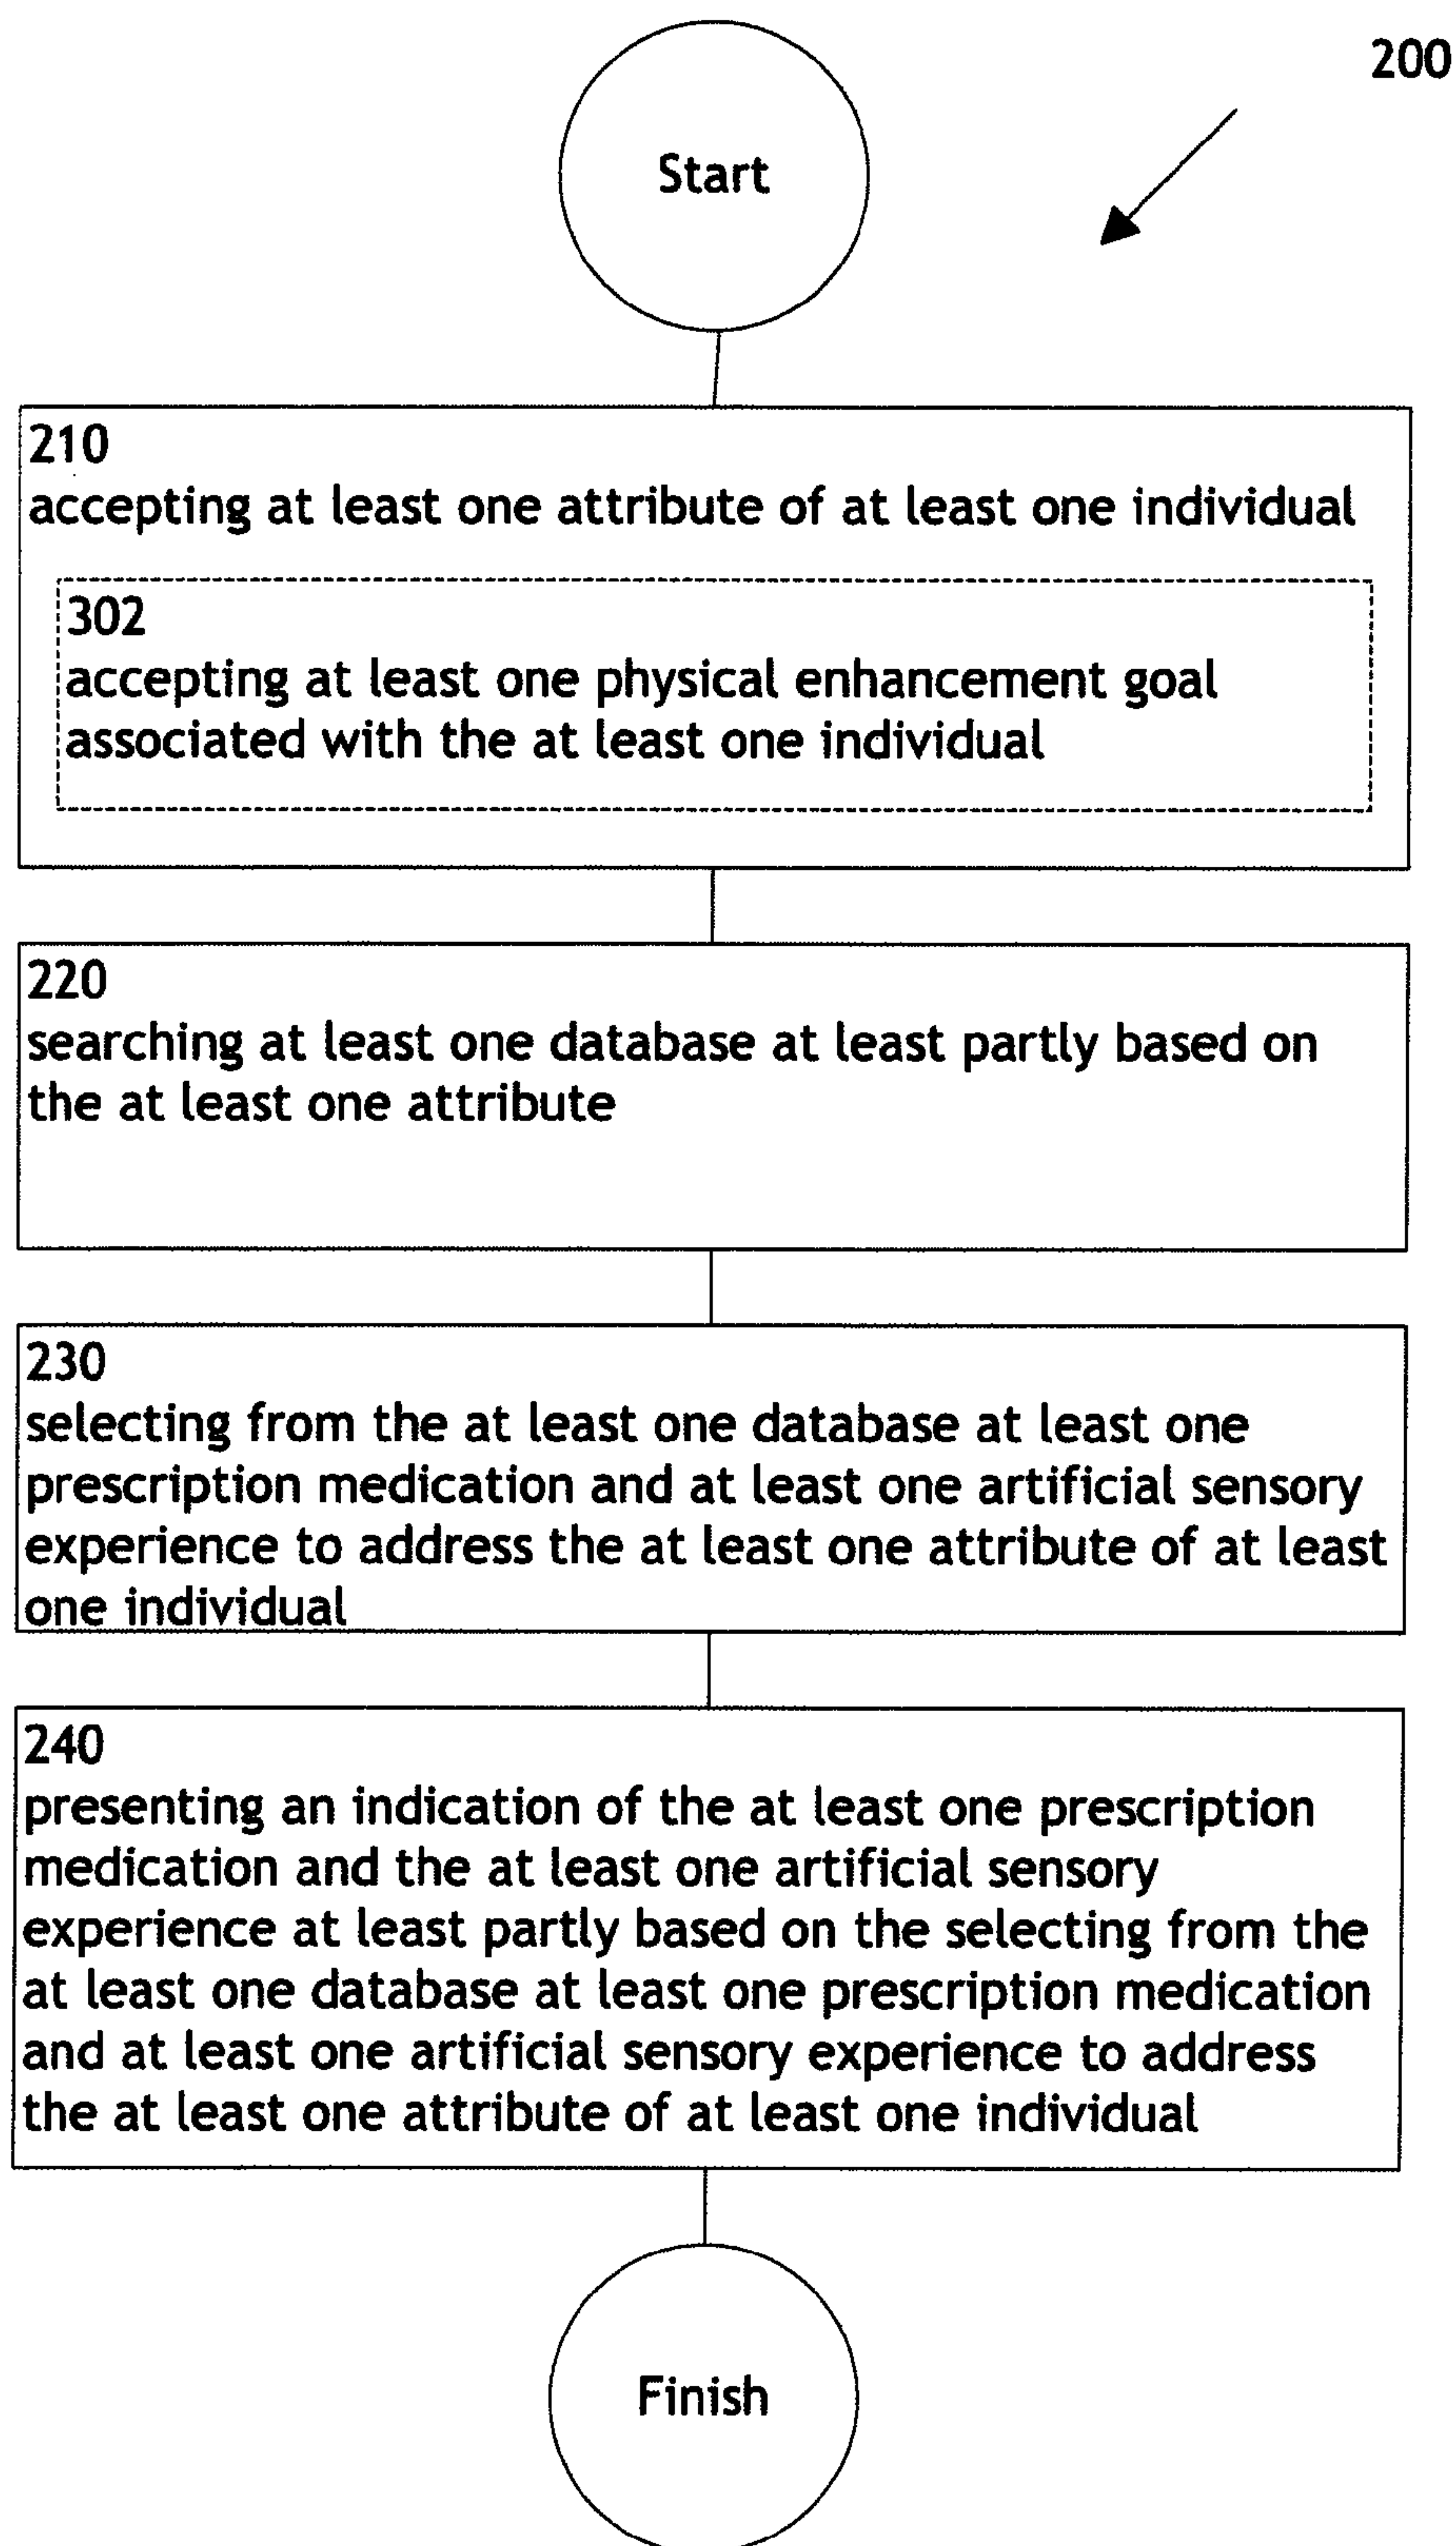 200
Start
210
accepting at least one attribute of at least one individual
302
accepting at least one physical enhancement goal
associated with the at least one individual
220
searching at least one database at least partly based on
the at least one attribute
230
selecting from the at least one database at least one
prescription medication and at least one artificial sensory
experience to address the at least one attribute of at least
one individual
240
presenting an indication of the at least one prescription
medication and the at least one artificial sensory
experience at least partly based on the selecting from the
at least one database at least one prescription medication
and at least one artificial sensory experience to address
the at least one attribute of at least one individual
Finish